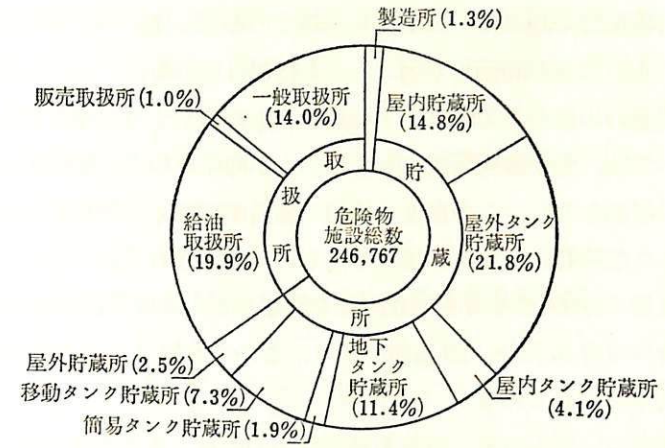 製造所(1.3%)
屋内貯蔵所
(14.8%)
屋外タンク
貯蔵所
(21.8%)
屋内タンク貯蔵所
(4.1%)
地下
タンク
貯蔵所
(11.4%)
簡易タンク貯蔵所(1.9%)
移動タンク貯蔵所(7.3%)
屋外貯蔵所(2.5%)
給油
取扱所
(19.9%)
販売取扱所(1.0%)
一般取扱所
(14.0%)
貯
蔵
所
取
扱
所
危険物
施設総数
246,767